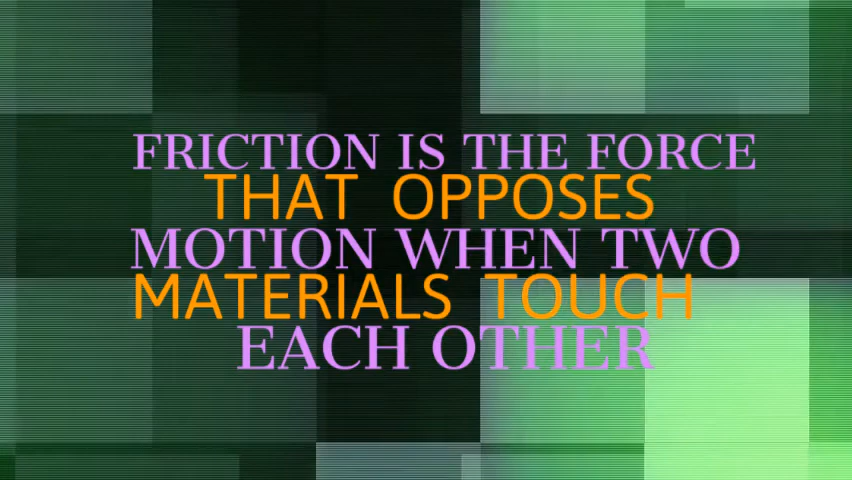 FRICTION IS THE FORCE
THAT OPPOSES
MOTION WHEN TWO
MATERIALS TOUCH
EACH OTHER